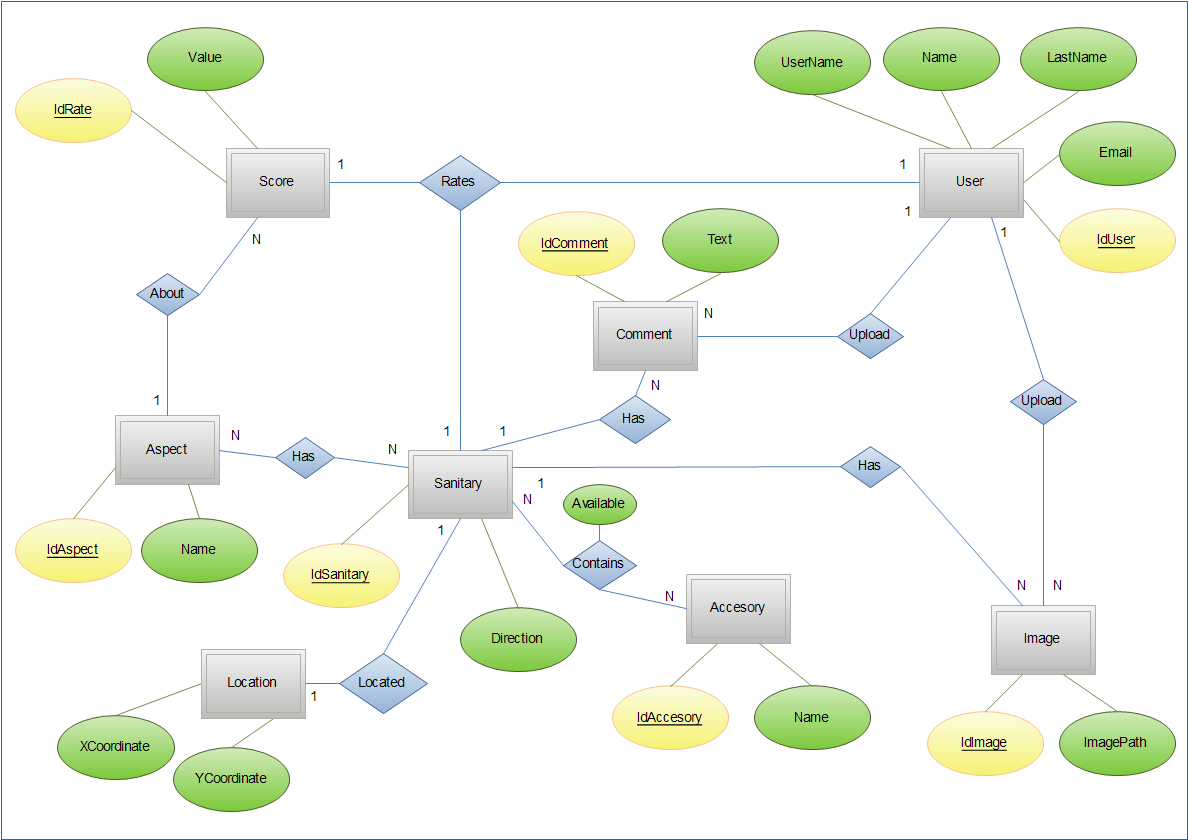 Value
UserName
Name
LastName
IdRate
Email
1
1
Score
Rates
User
1
N
IdComment
Text
1
IdUser
About
N
Comment
Upload
N
1
Upload
Has
1
N
1
N
Aspect
Has
Has
Sanitary
1
N
Available
1
IdAspect
Name
IdSanitary
Contains
N
N
N
Accesory
Direction
Image
Location
Located
1
IdAccesory
Name
XCoordinate
IdImage
ImagePath
YCoordinate